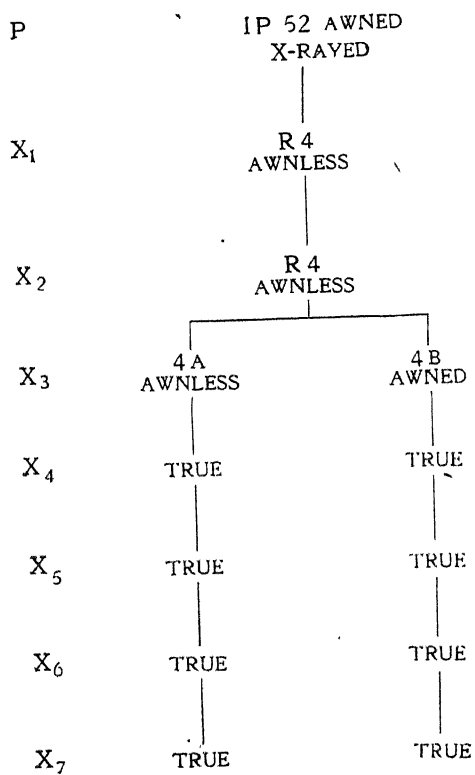 P IP 52 AWNED
X-RAYED
X₁ R 4
AWNLESS
X₂ R 4
AWNLESS
X₃ 4 A 4 B
AWNLESS AWNED
X₄ TRUE TRUE
X₅ TRUE TRUE
X₆ TRUE TRUE
X₇ TRUE TRUE